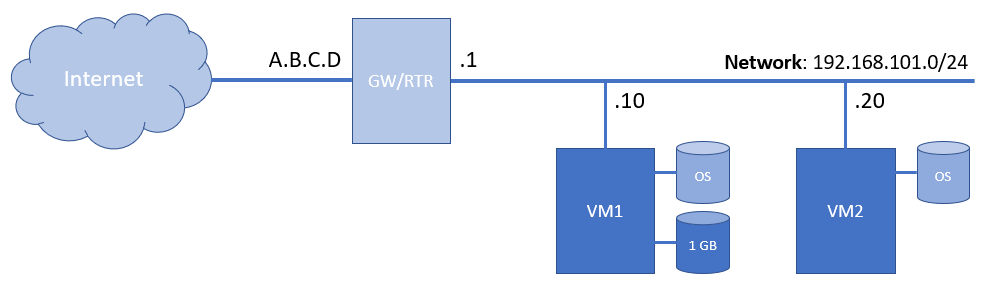 Internet
A.B.C.D
GW/RTR
.1
Network: 192.168.101.0/24
.10
.20
VM1
OS
1 GB
VM2
OS